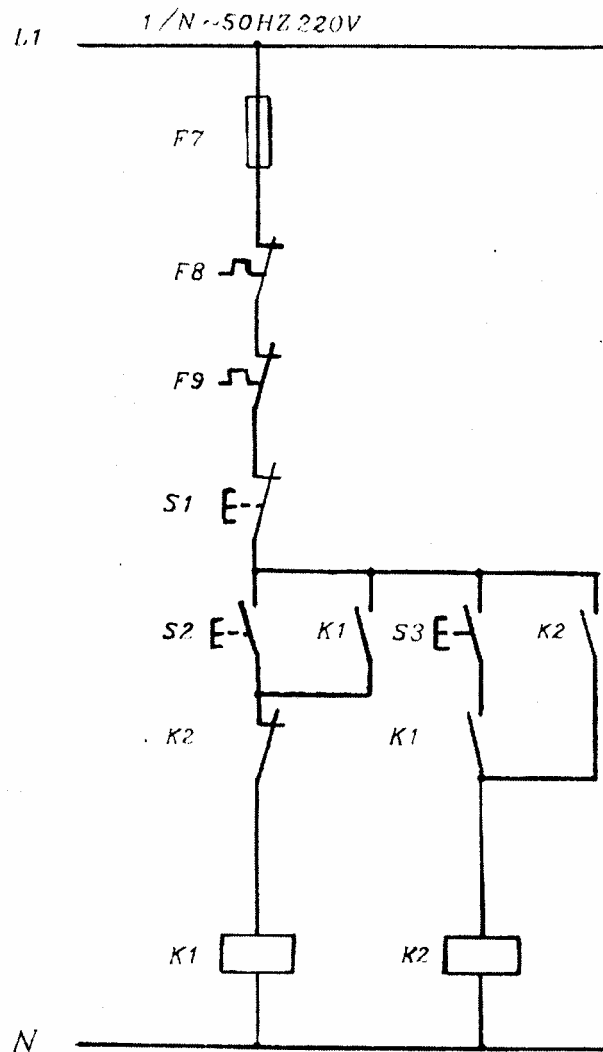 1/N ~50HZ 220V
L1
F7
F8
F9
S1
S2 K1 S3 K2
K2 K1
K1 K2
N